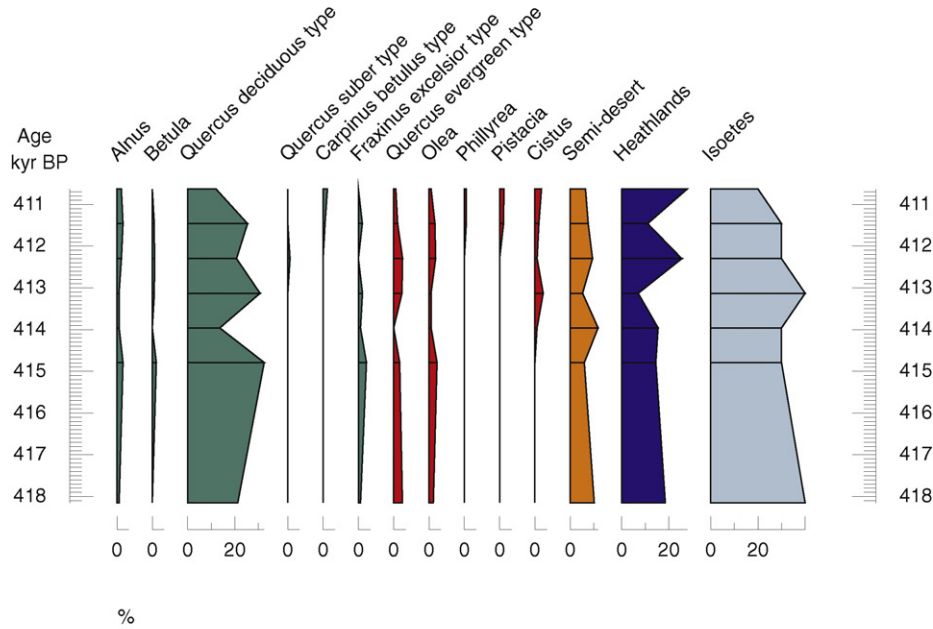 Age
kyr BP
Alnus
Betula
Quercus deciduous type
Quercus suber type
Carpinus betulus type
Fraxinus excelsior type
Quercus evergreen type
Olea
Phillyrea
Pistacia
Cistus
Semi-desert
Heathlands
Isoetes
411 411
412 412
413 413
414 414
415 415
416 416
417 417
418 418
0 0 0 20 0 0 0 0 0 0 0 0 0 0 20 0 20
%